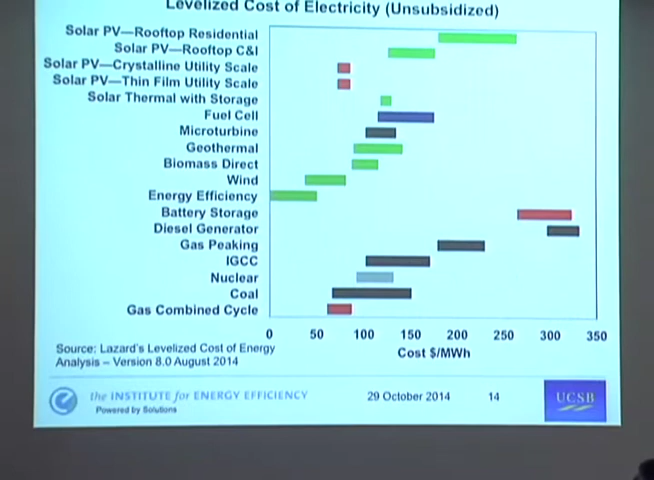 Levelized Cost of Electricity (Unsubsidized)
Solar PV—Rooftop Residential
Solar PV—Rooftop C&I
Solar PV—Crystalline Utility Scale
Solar PV—Thin Film Utility Scale
Solar Thermal with Storage
Fuel Cell
Microturbine
Geothermal
Biomass Direct
Wind
Energy Efficiency
Battery Storage
Diesel Generator
Gas Peaking
IGCC
Nuclear
Coal
Gas Combined Cycle
0 50 100 150 200 250 300 350
Cost $/MWh
Source: Lazard's Levelized Cost of Energy
Analysis – Version 8.0 August 2014
the INSTITUTE for ENERGY EFFICIENCY
Powered by Solutions
29 October 2014
14
UCSB